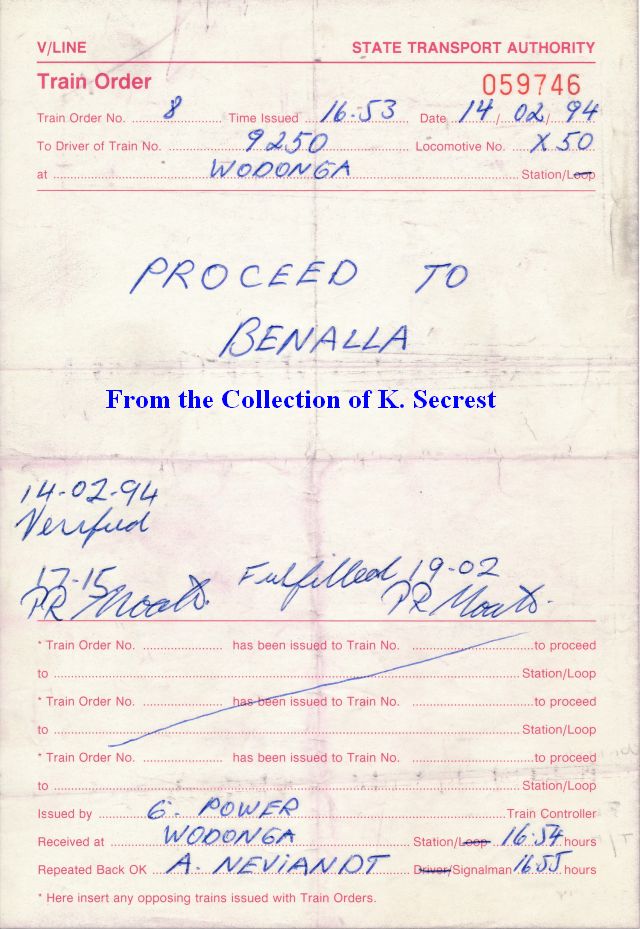 V/LINE STATE TRANSPORT AUTHORITY
Train Order 059746
Train Order No. 8 Time Issued 16.53 Date 14/02/94
To Driver of Train No. 9250 Locomotive No. X50
at WODONGA Station/Loop
PROCEED TO
BENALLA
From the Collection of K. Secrest
14-02-94
Verified
17-15 Fulfilled 19-02
PR PR
* Train Order No. has been issued to Train No. to proceed
to Station/Loop
* Train Order No. has been issued to Train No. to proceed
to Station/Loop
* Train Order No. has been issued to Train No. to proceed
to Station/Loop
Issued by G. POWER Train Controller
Received at WODONGA Station/Loop 16.54 hours
Repeated Back OK A. NEVIANDT Driver/Signalman 16.55 hours
* Here insert any opposing trains issued with Train Orders.